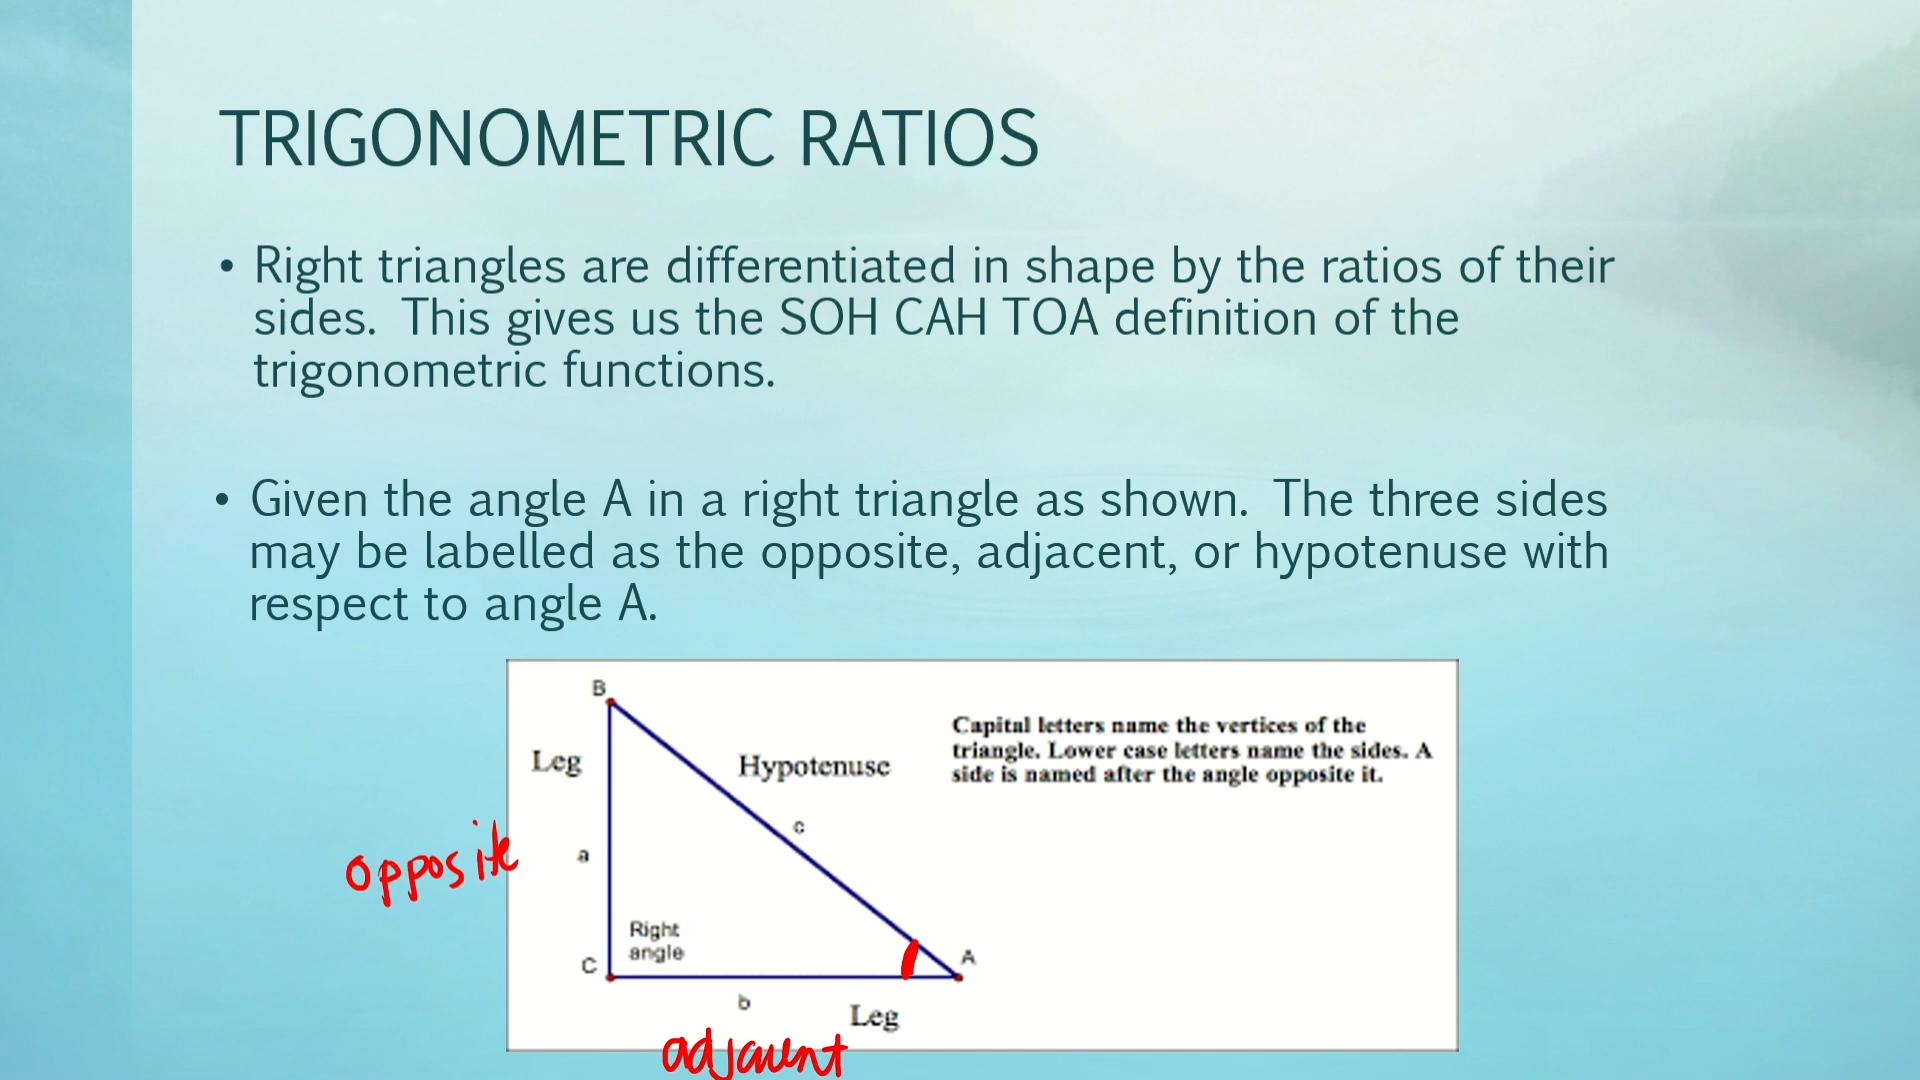 TRIGONOMETRIC RATIOS
• Right triangles are differentiated in shape by the ratios of their
sides. This gives us the SOH CAH TOA definition of the
trigonometric functions.
• Given the angle A in a right triangle as shown. The three sides
may be labelled as the opposite, adjacent, or hypotenuse with
respect to angle A.
B
Capital letters name the vertices of the
triangle. Lower case letters name the sides. A
side is named after the angle opposite it.
Leg
Hypotenuse
c
opposite
a
Right
angle
C
A
b
Leg
adjacent